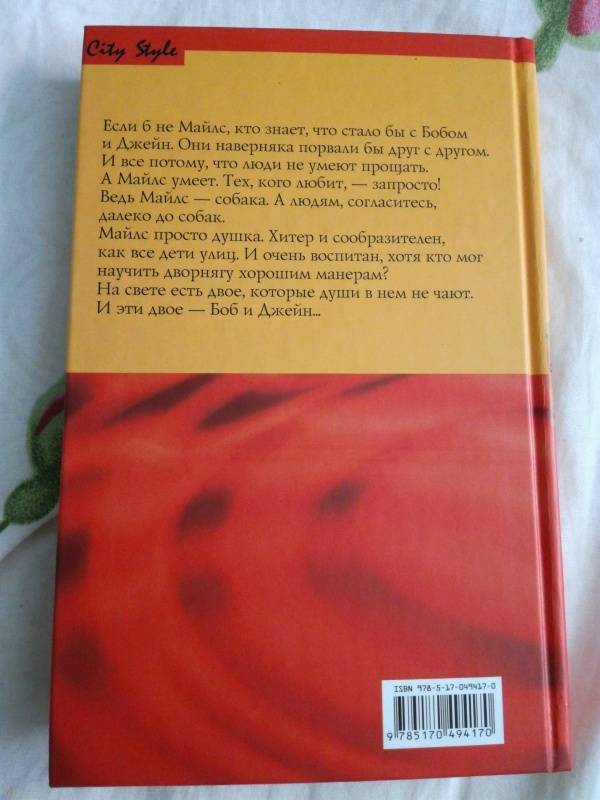 City Style
Если б не Майлс, кто знает, что стало бы с Бобом
и Джейн. Они наверняка порвали бы друг с другом.
И все потому, что люди не умеют прощать.
А Майлс умеет. Тех, кого любит, — запросто!
Ведь Майлс — собака. А людям, согласитесь,
далеко до собак.
Майлс просто душка. Хитер и сообразителен,
как все дети улиц. И очень воспитан, хотя кто мог
научить дворнягу хорошим манерам?
На свете есть двое, которые души в нем не чают.
И эти двое — Боб и Джейн...
ISBN 978-5-17-049417-0
9 785170 494170